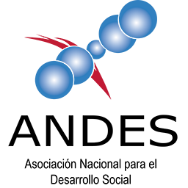 ANDES
Asociación Nacional para el
Desarrollo Social